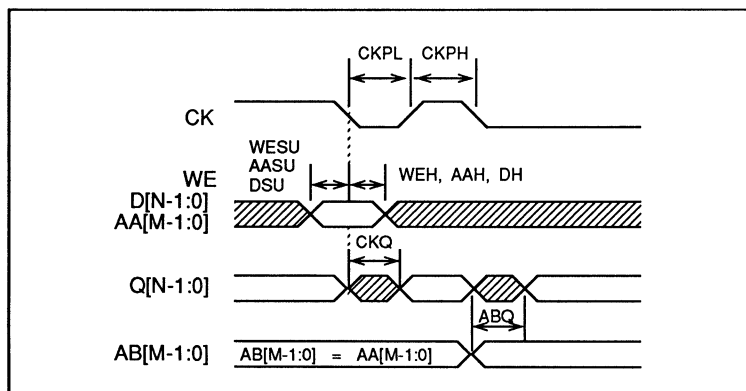 CKPL CKPH
CK
WESU
AASU
DSU
WE
WEH, AAH, DH
D[N-1:0]
AA[M-1:0]
CKQ
Q[N-1:0]
ABQ
AB[M-1:0] AB[M-1:0] = AA[M-1:0]